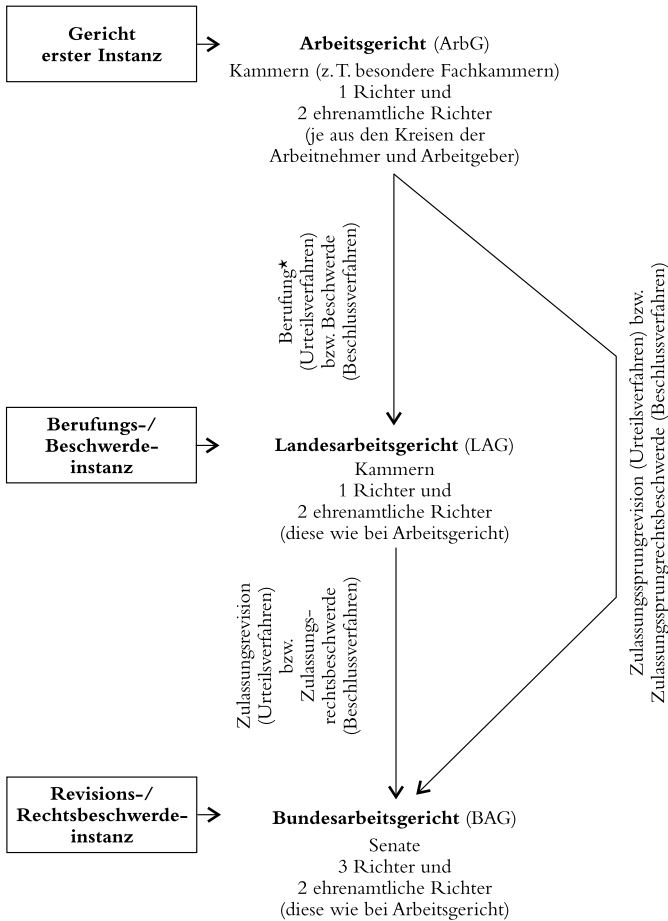 Gericht
erster Instanz
Arbeitsgericht (ArbG)
Kammern (z. T. besondere Fachkammern)
1 Richter und
2 ehrenamtliche Richter
(je aus den Kreisen der
Arbeitnehmer und Arbeitgeber)
Berufung★
(Urteilsverfahren)
bzw. Beschwerde
(Beschlussverfahren)
Zulassungssprungrevision (Urteilsverfahren) bzw.
Zulassungssprungrechtsbeschwerde (Beschlussverfahren)
Berufungs-/
Beschwerde-
instanz
Landesarbeitsgericht (LAG)
Kammern
1 Richter und
2 ehrenamtliche Richter
(diese wie bei Arbeitsgericht)
Zulassungsrevision
(Urteilsverfahren)
bzw.
Zulassungs-
rechtsbeschwerde
(Beschlussverfahren)
Revisions-/
Rechtsbeschwerde-
instanz
Bundesarbeitsgericht (BAG)
Senate
3 Richter und
2 ehrenamtliche Richter
(diese wie bei Arbeitsgericht)